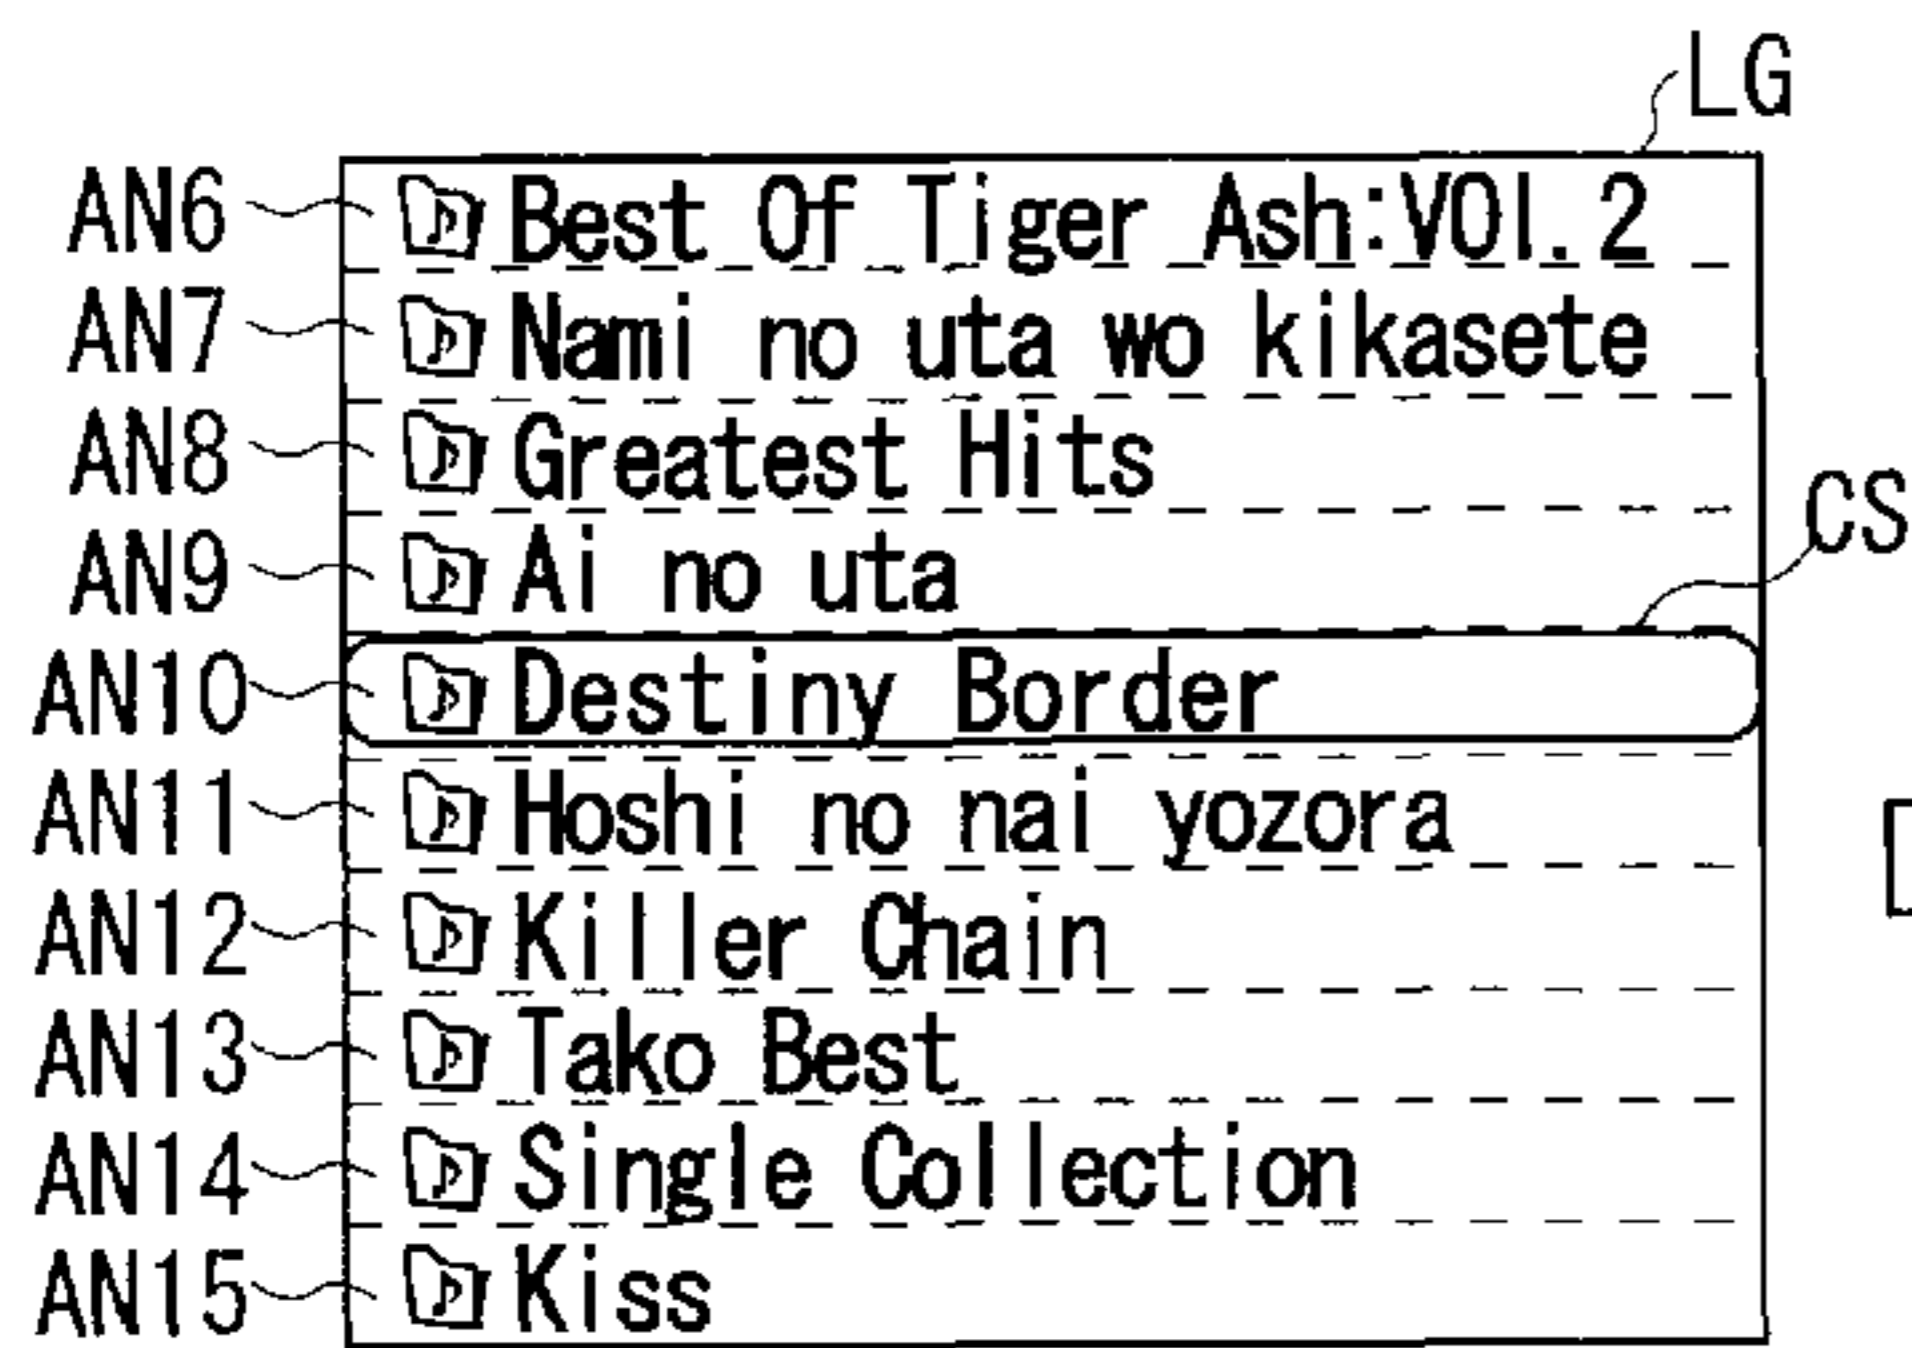 LG
AN6 Best Of Tiger Ash:VOl.2
AN7 Nami no uta wo kikasete
AN8 Greatest Hits
CS
AN9 Ai no uta
AN10 Destiny Border
AN11 Hoshi no nai yozora
AN12 Killer Chain
AN13 Tako Best
AN14 Single Collection
AN15 Kiss